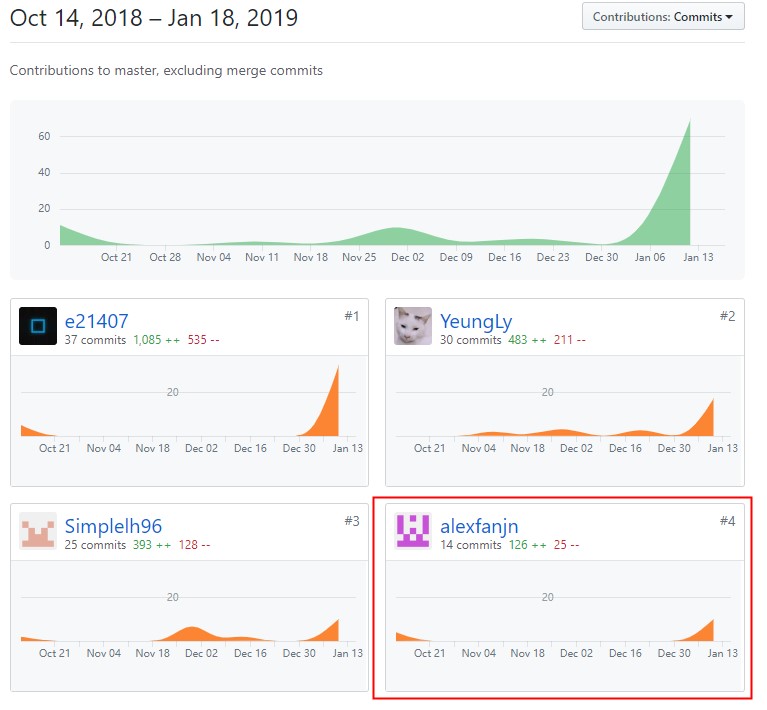 Oct 14, 2018 – Jan 18, 2019
Contributions: Commits
Contributions to master, excluding merge commits
60
40
20
0
Oct 21 Oct 28 Nov 04 Nov 11 Nov 18 Nov 25 Dec 02 Dec 09 Dec 16 Dec 23 Dec 30 Jan 06 Jan 13
e21407 #1
37 commits 1,085 ++ 535 --
20
Oct 21 Nov 04 Nov 18 Dec 02 Dec 16 Dec 30 Jan 13
YeungLy #2
30 commits 483 ++ 211 --
20
Oct 21 Nov 04 Nov 18 Dec 02 Dec 16 Dec 30 Jan 13
Simplelh96 #3
25 commits 393 ++ 128 --
20
Oct 21 Nov 04 Nov 18 Dec 02 Dec 16 Dec 30 Jan 13
alexfanjn #4
14 commits 126 ++ 25 --
20
Oct 21 Nov 04 Nov 18 Dec 02 Dec 16 Dec 30 Jan 13